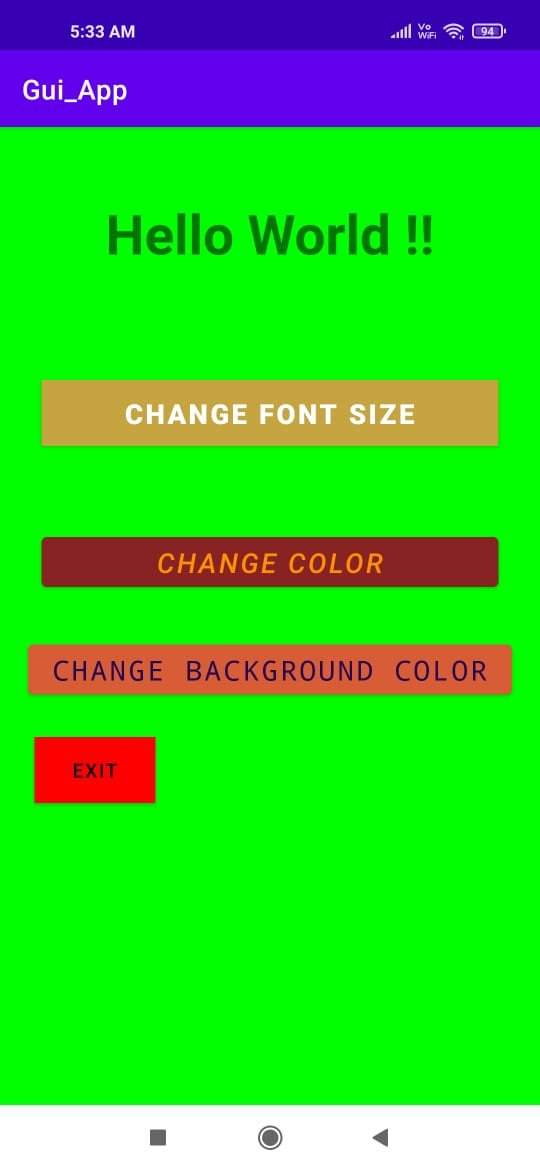 5:33 AM
Vo
WiFi
94
Gui_App
Hello World !!
CHANGE FONT SIZE
CHANGE COLOR
CHANGE BACKGROUND COLOR
EXIT